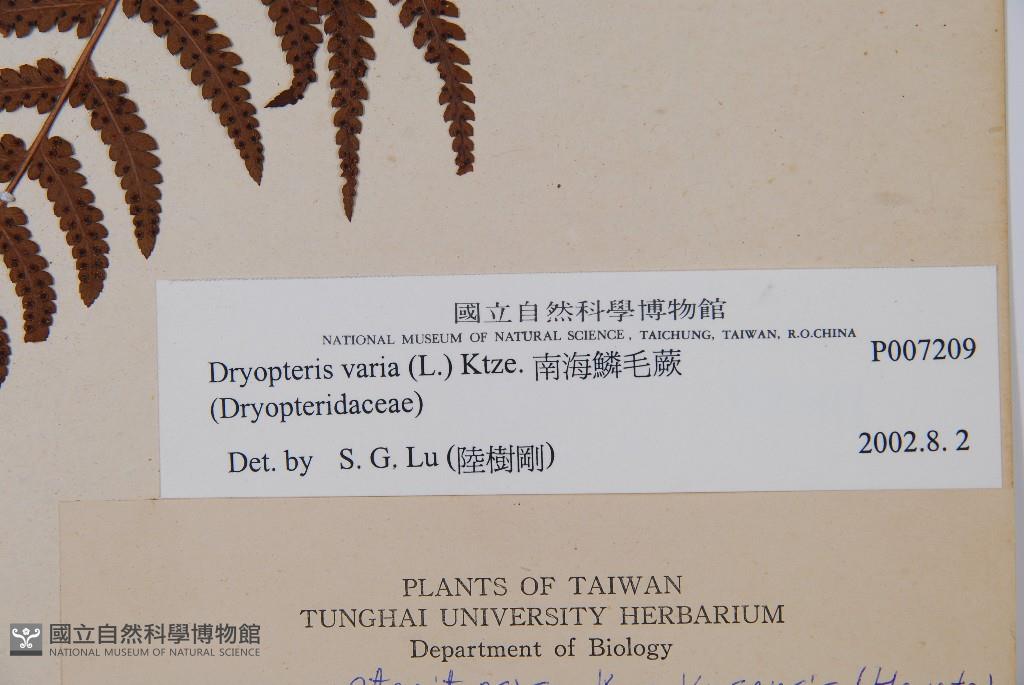 國立自然科學博物館
NATIONAL MUSEUM OF NATURAL SCIENCE, TAICHUNG, TAIWAN, R.O.CHINA
Dryopteris varia (L.) Ktze. 南海鱗毛蕨 P007209
(Dryopteridaceae)
Det. by S. G. Lu (陸樹剛) 2002.8. 2
PLANTS OF TAIWAN
TUNGHAI UNIVERSITY HERBARIUM
Department of Biology
國立自然科學博物館
NATIONAL MUSEUM OF NATURAL SCIENCE